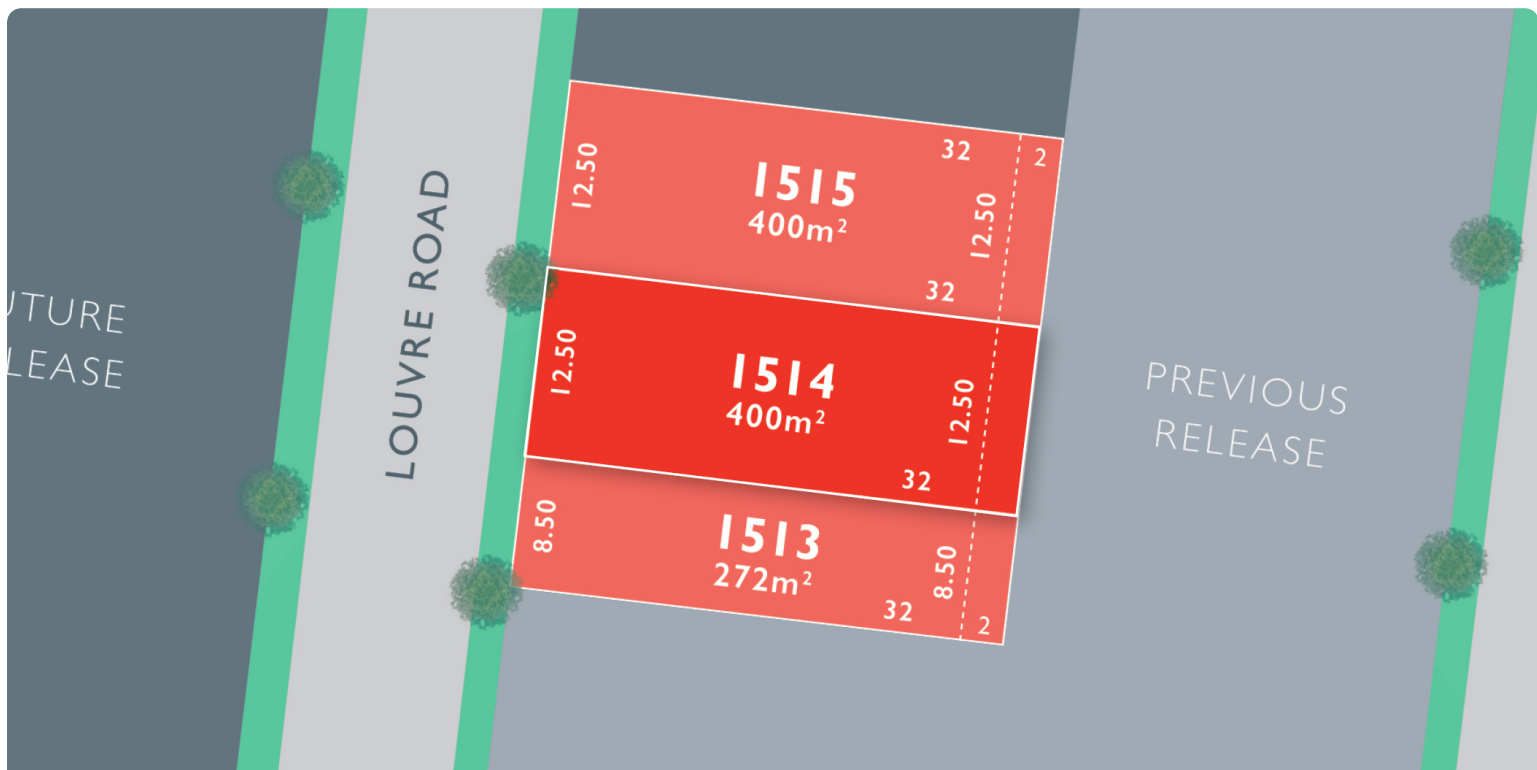 UTURE
LEASE
LOUVRE ROAD
12.50
1515
400m²
32
2
12.50
32
12.50
1514
400m²
12.50
32
8.50
1513
272m²
8.50
32
2
PREVIOUS
RELEASE